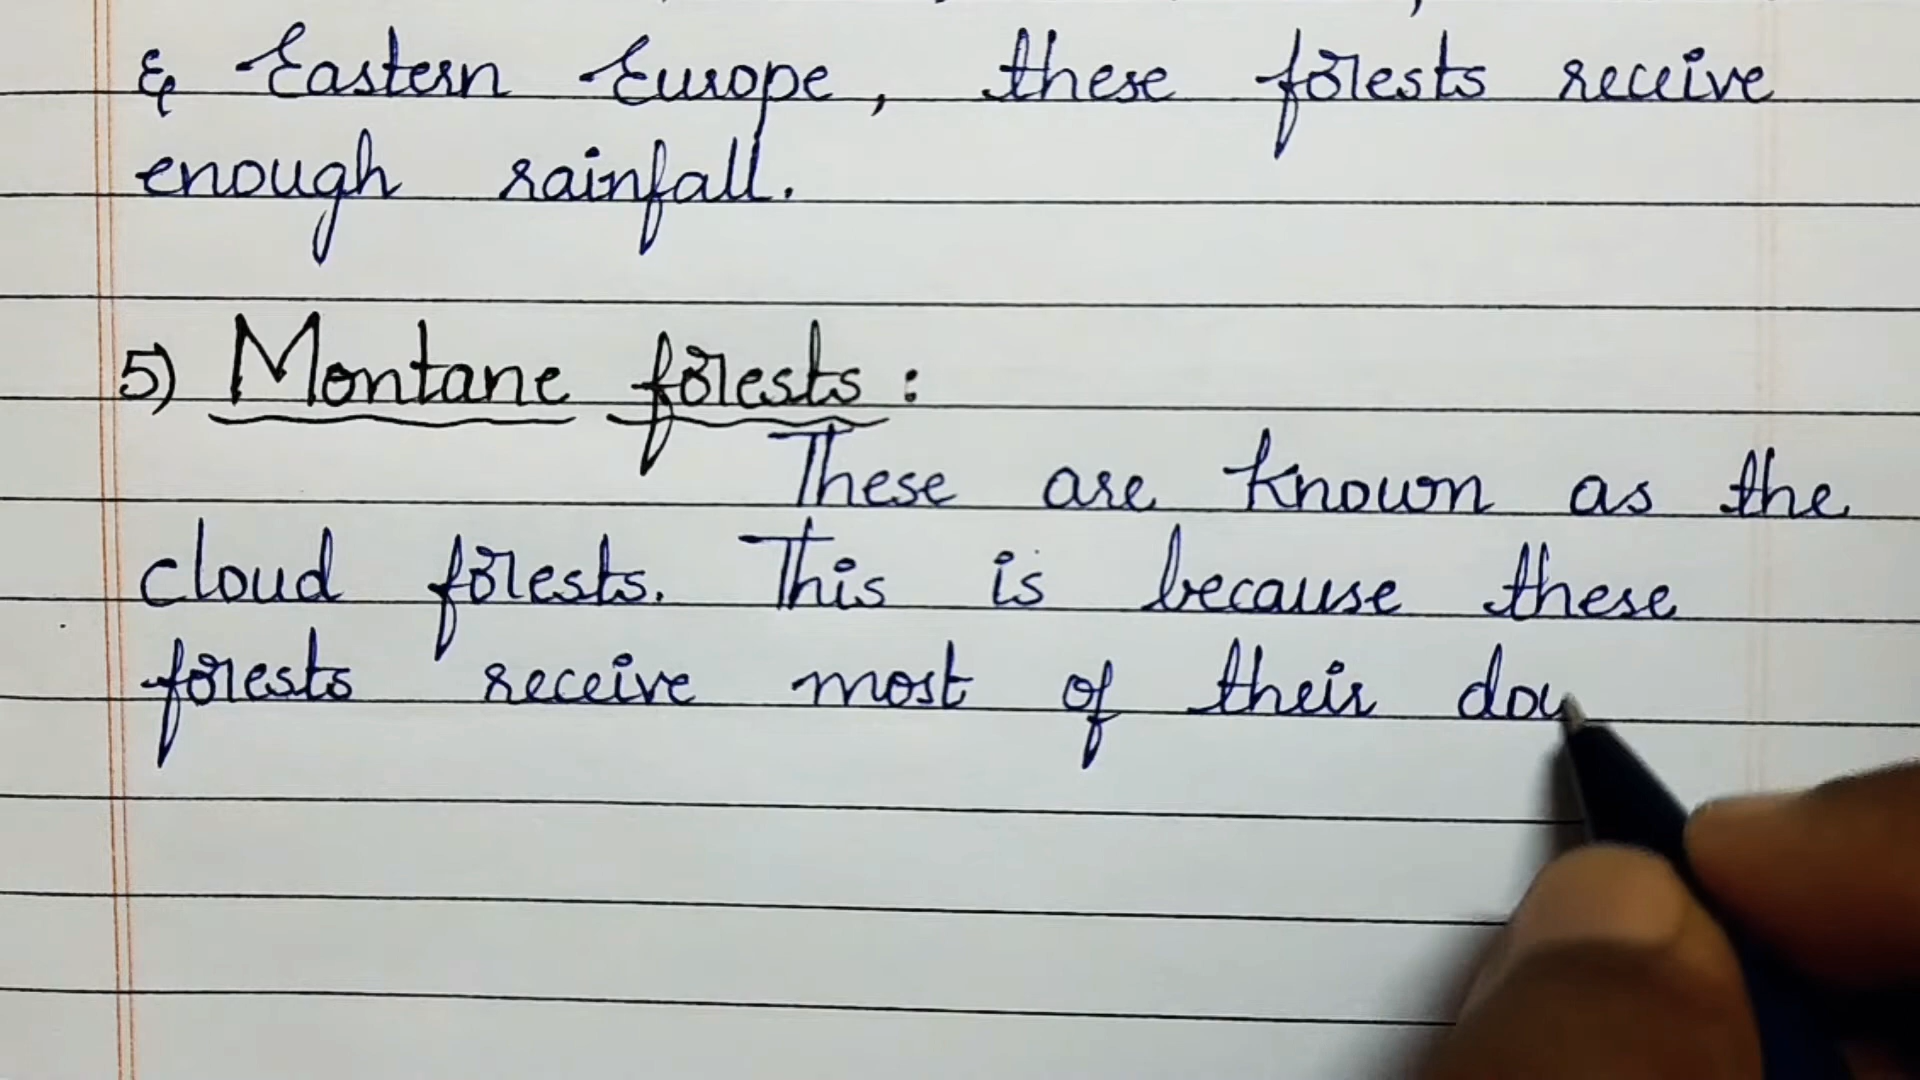 & Eastern Europe, these forests receive
enough rainfall.
5) Montane forests:
These are known as the
cloud forests. This is because these
forests receive most of their dow